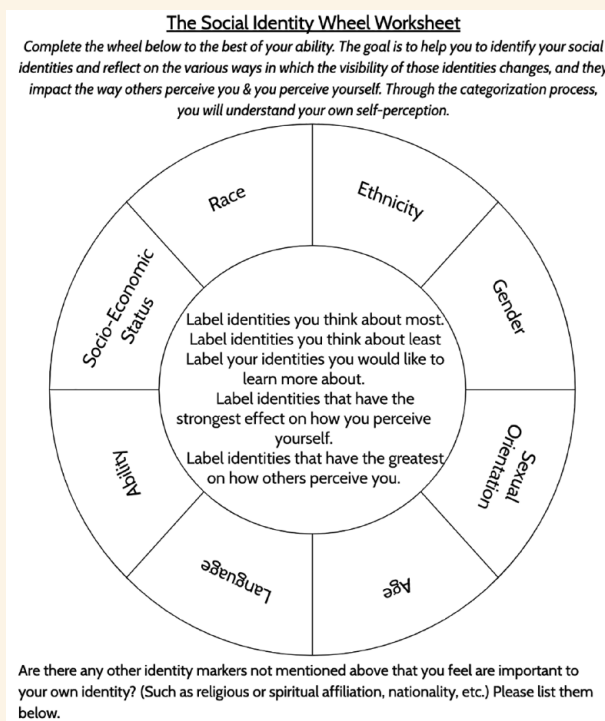 The Social Identity Wheel Worksheet
Complete the wheel below to the best of your ability. The goal is to help you to identify your social
identities and reflect on the various ways in which the visibility of those identities changes, and they
impact the way others perceive you & you perceive yourself. Through the categorization process,
you will understand your own self-perception.
Race
Ethnicity
Gender
Sexual
Orientation
Age
Language
Ability
Socio-Economic
Status
Label identities you think about most.
Label identities you think about least
Label your identities you would like to
learn more about.
Label identities that have the
strongest effect on how you perceive
yourself.
Label identities that have the greatest
on how others perceive you.
Are there any other identity markers not mentioned above that you feel are important to
your own identity? (Such as religious or spiritual affiliation, nationality, etc.) Please list them
below.